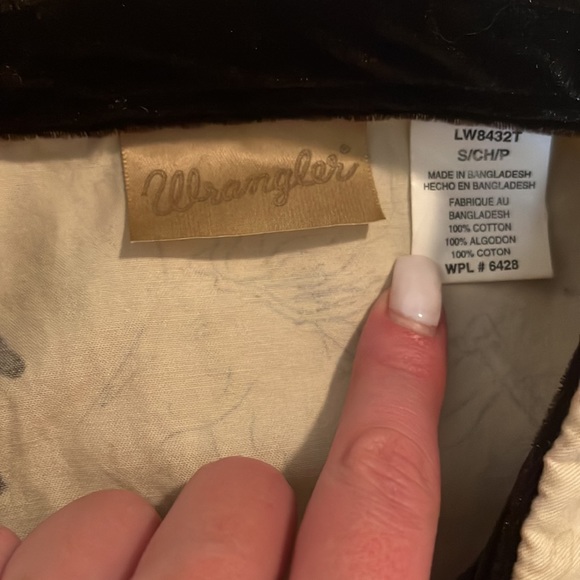 Wrangler®
LW8432T
S/CH/P
MADE IN BANGLADESH
HECHO EN BANGLADESH
FABRIQUE AU
BANGLADESH
100% COTTON
100% ALGODON
100% COTON
WPL # 6428